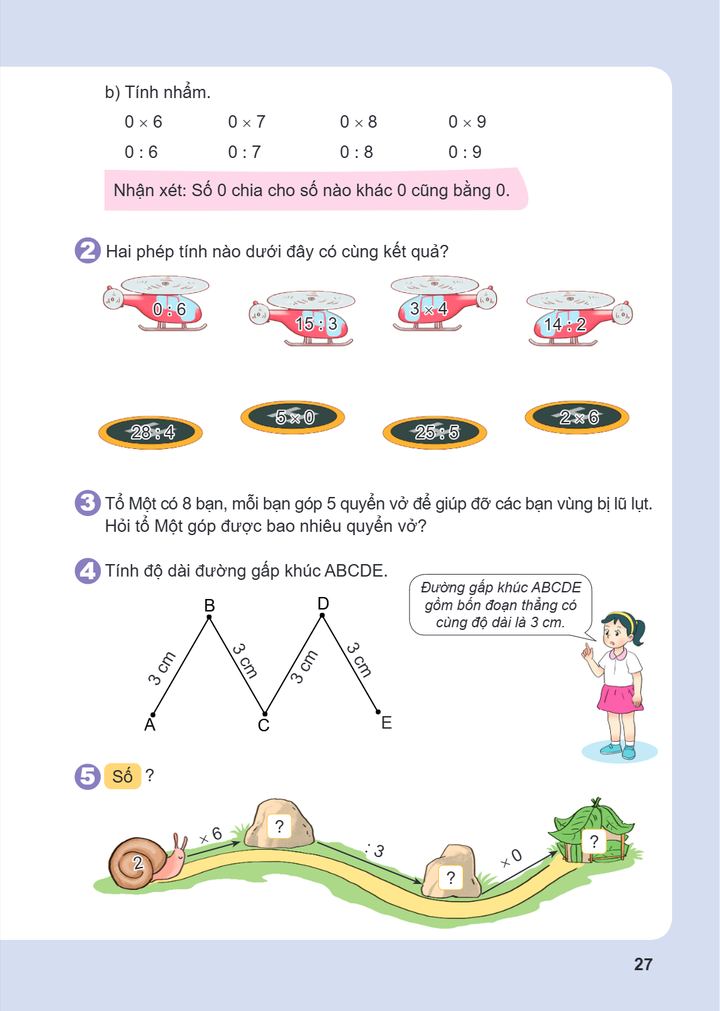 b) Tính nhẩm.
0 × 6 0 × 7 0 × 8 0 × 9
0 : 6 0 : 7 0 : 8 0 : 9
Nhận xét: Số 0 chia cho số nào khác 0 cũng bằng 0.
2 Hai phép tính nào dưới đây có cùng kết quả?
0 : 6 15 : 3 3 × 4 14 : 2
28 : 4 5 × 0 25 : 5 2 × 6
3 Tổ Một có 8 bạn, mỗi bạn góp 5 quyển vở để giúp đỡ các bạn vùng bị lũ lụt.
Hỏi tổ Một góp được bao nhiêu quyển vở?
4 Tính độ dài đường gấp khúc ABCDE.
Đường gấp khúc ABCDE
gồm bốn đoạn thẳng có
cùng độ dài là 3 cm.
B D
3 cm 3 cm 3 cm 3 cm
A C E
5 Số ?
2 × 6 ? : 3 ? × 0 ?
27